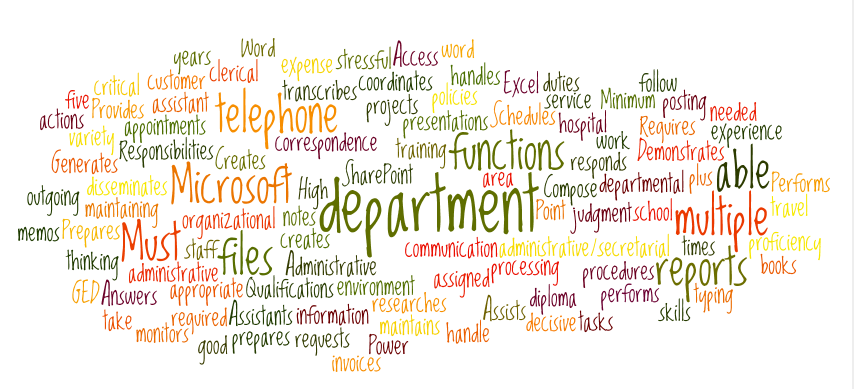 years Word expense stressful Access word
critical customer clerical transcribes Coordinates handles Excel duties follow
five Provides assistant telephone projects policies service Minimum posting needed
actions variety appointments correspondence presentations Schedules hospital Requires experience
Generates Responsibilities Creates training functions work responds Demonstrates
outgoing disseminates Microsoft High SharePoint area Compose departmental plus able Performs
maintaining organizational notes department Point judgment school multiple travel
memos Prepares Must staff files creates communication administrative/secretarial times proficiency
thinking administrative Administrative assigned processing procedures reports books
GED Answers appropriate Qualifications environment researches Assists diploma performs typing
take monitors required Assistants information maintains handle decisive tasks skills
good prepares requests Power
invoices